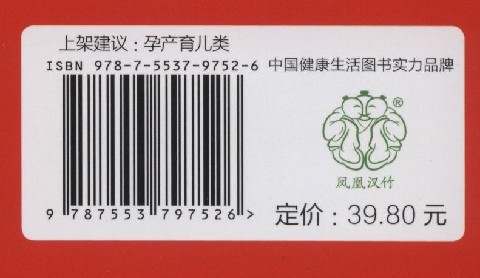 上架建议：孕产育儿类
ISBN 978-7-5537-9752-6
中国健康生活图书实力品牌
®
凤凰汉竹
9 787553 797526 >
定价：39.80 元